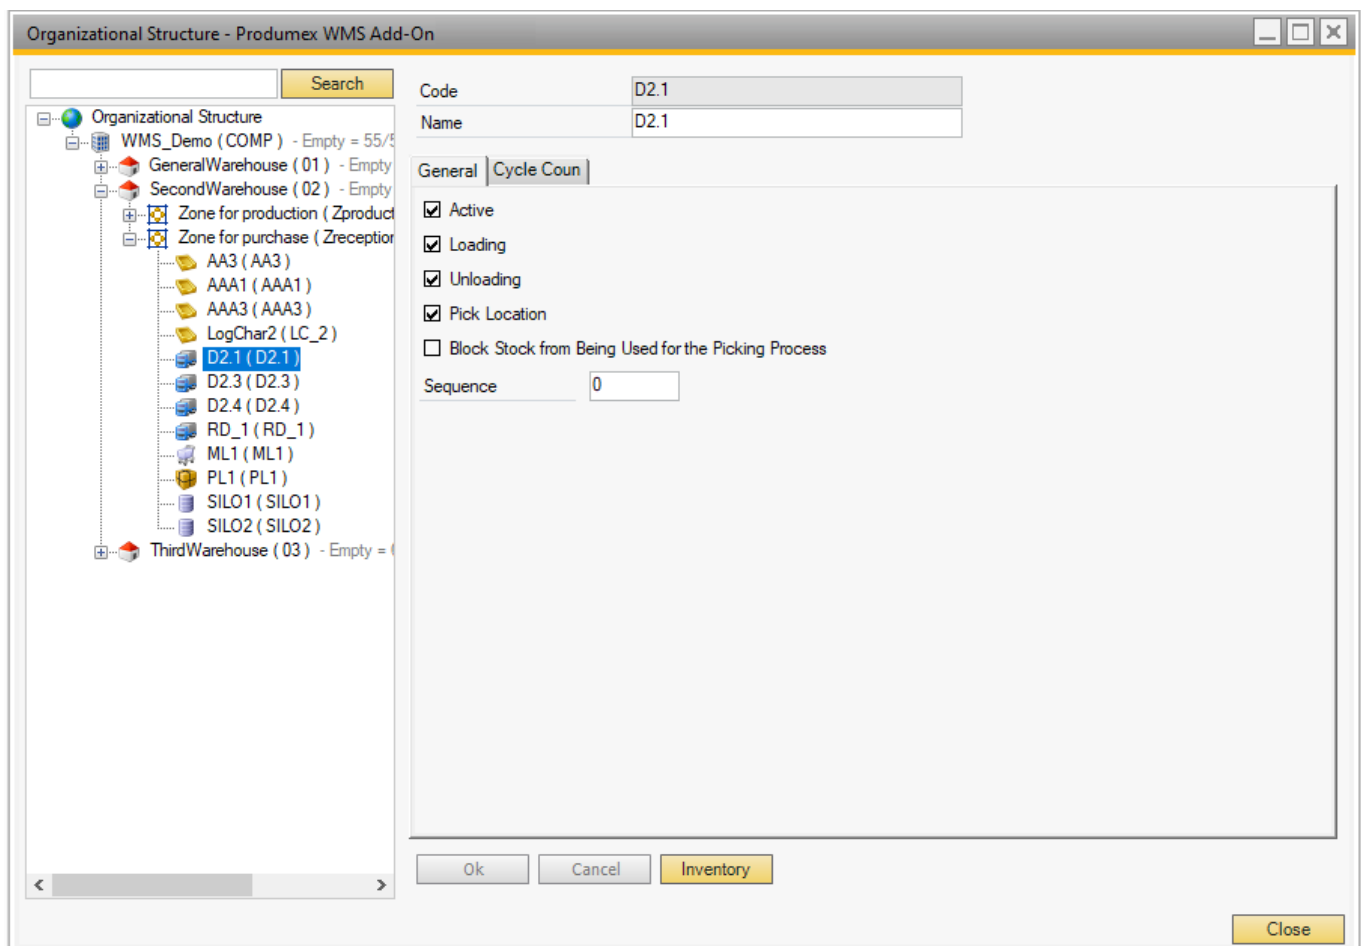 Organizational Structure - Produmex WMS Add-On
Search
Organizational Structure
WMS_Demo ( COMP ) - Empty = 55/5
GeneralWarehouse ( 01 ) - Empty
SecondWarehouse ( 02 ) - Empty
Zone for production ( Zproduct
Zone for purchase ( Zreception
AA3 ( AA3 )
AAA1 ( AAA1 )
AAA3 ( AAA3 )
LogChar2 ( LC_2 )
D2.1 ( D2.1 )
D2.3 ( D2.3 )
D2.4 ( D2.4 )
RD_1 ( RD_1 )
ML1 ( ML1 )
PL1 ( PL1 )
SILO1 ( SILO1 )
SILO2 ( SILO2 )
ThirdWarehouse ( 03 ) - Empty =
Code D2.1
Name D2.1
General Cycle Coun
Active
Loading
Unloading
Pick Location
Block Stock from Being Used for the Picking Process
Sequence 0
Ok Cancel Inventory
Close